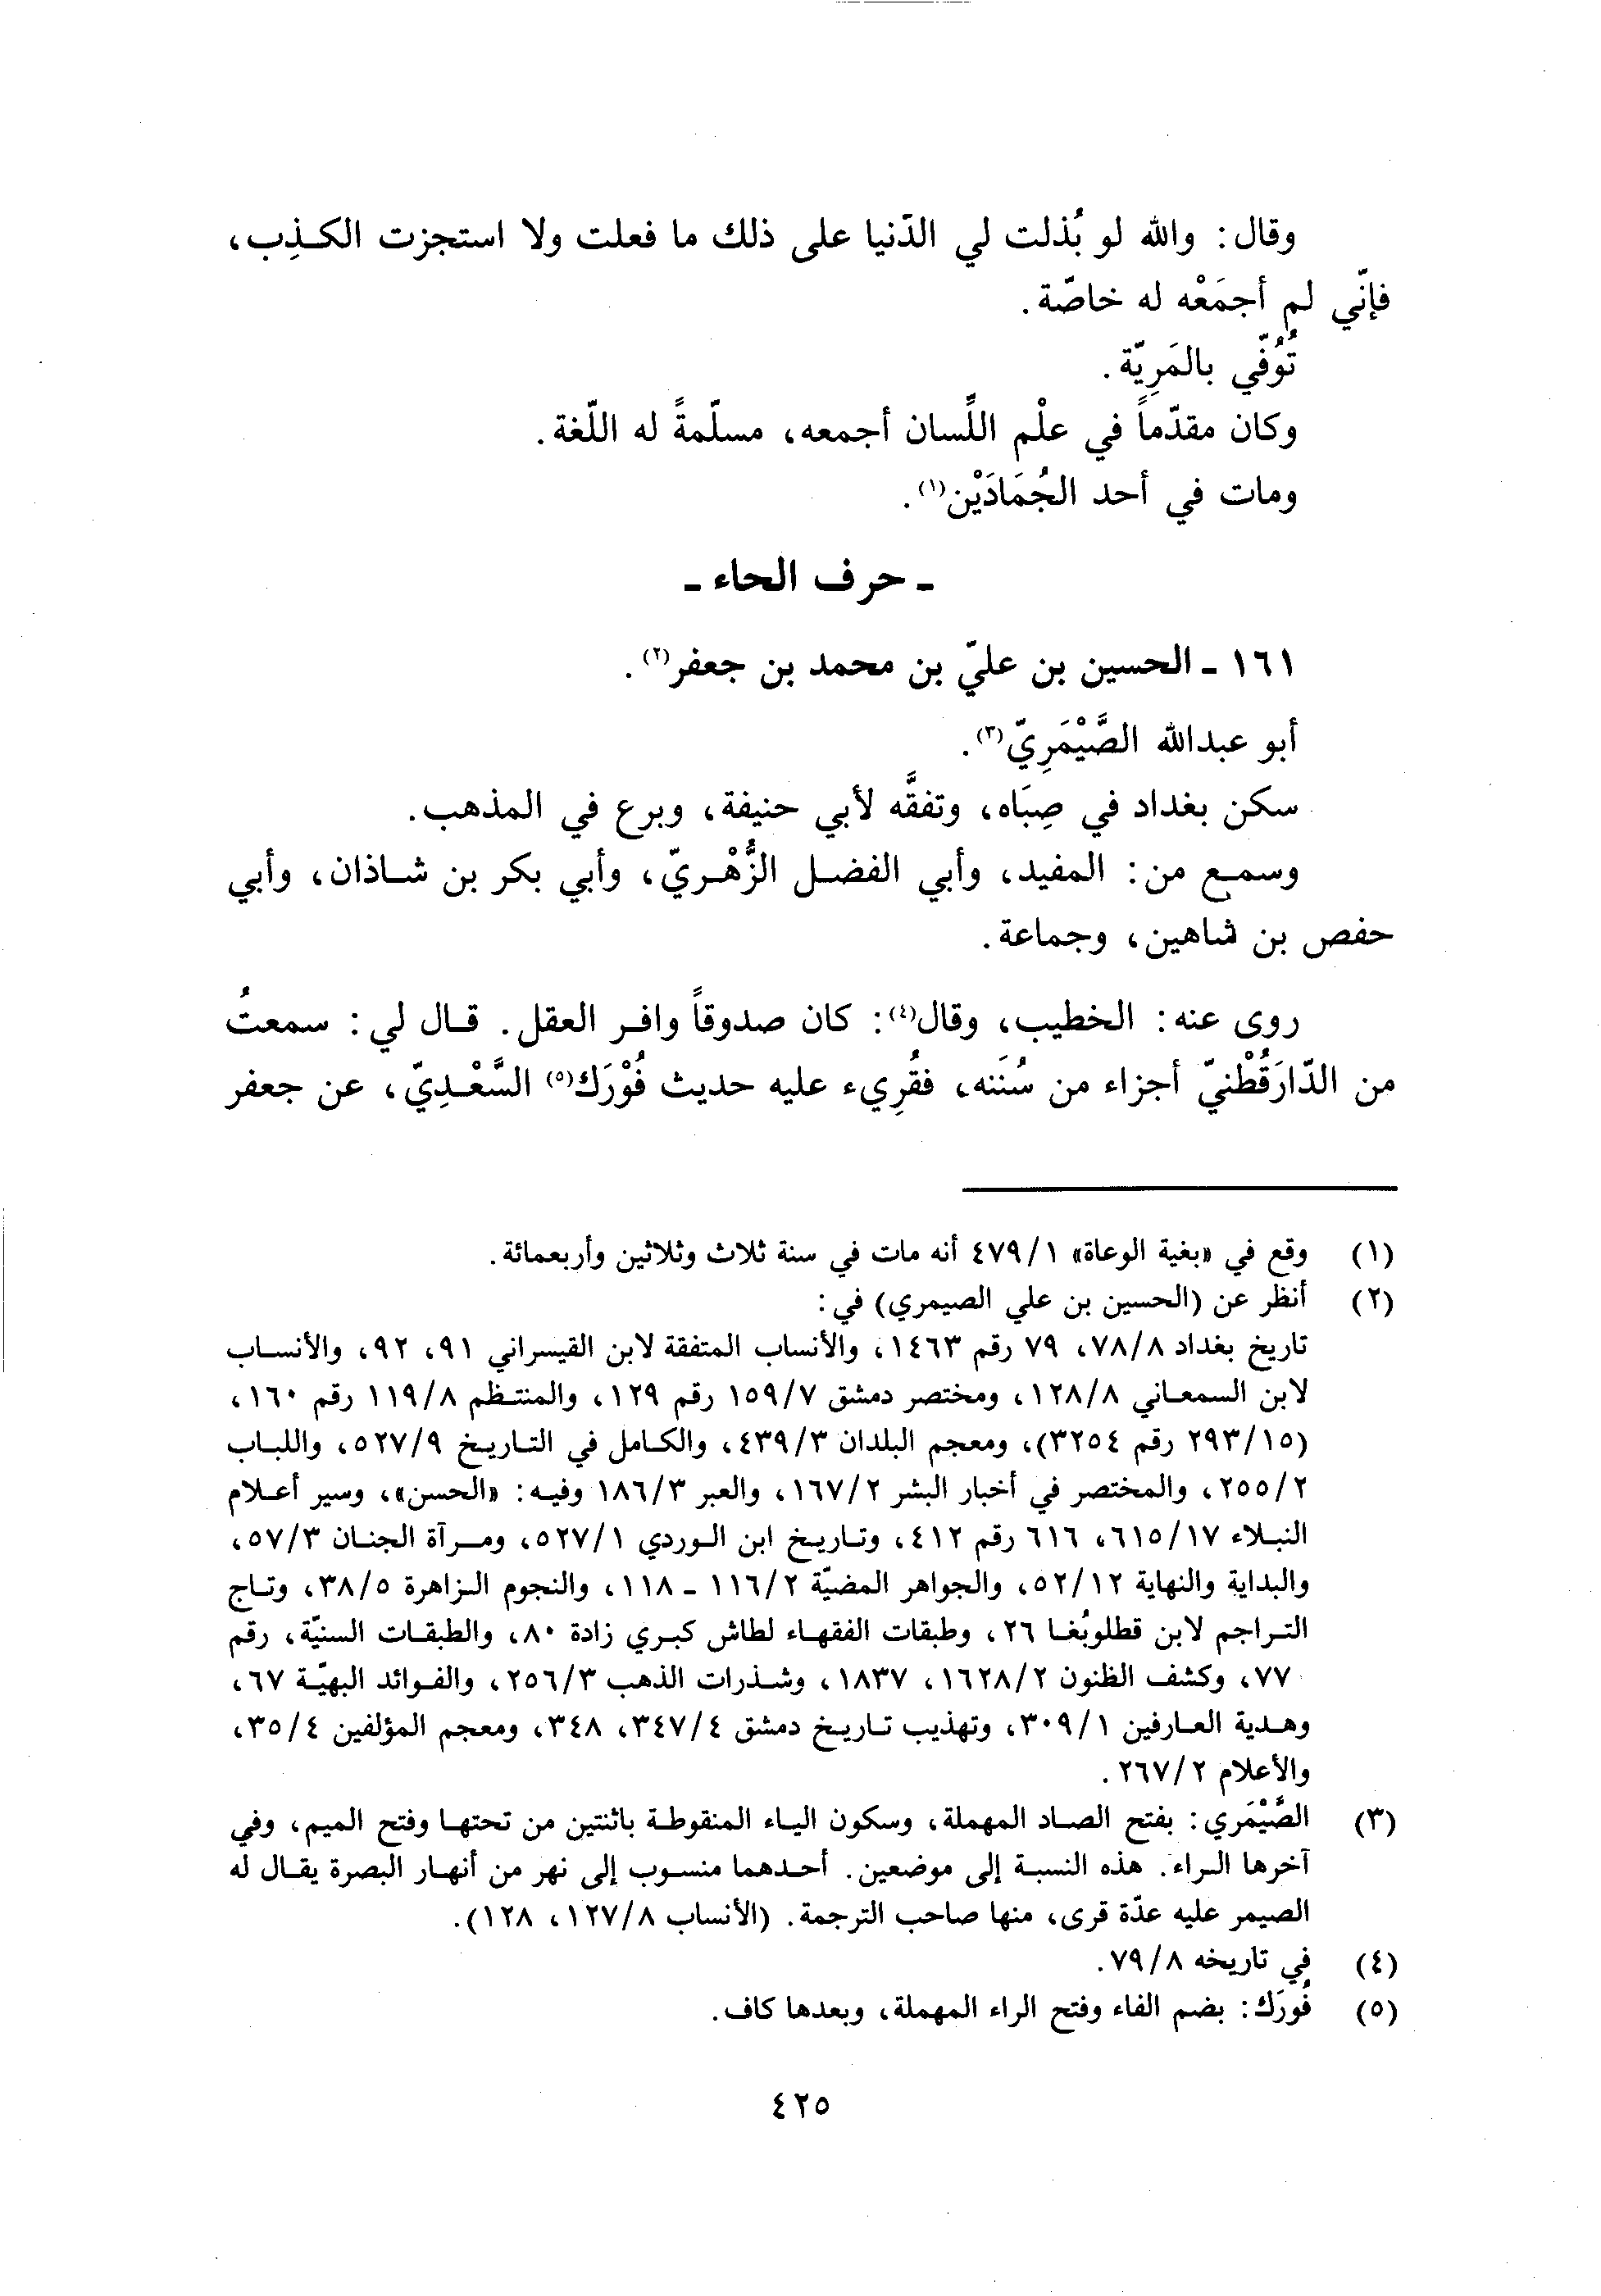 وقال: والله لو بُذلت لي الدّنيا على ذلك ما فعلت ولا استجزت الكذِب،
فإنّي لم أجمَعْه له خاصّة.
تُوُفّي بالمَرِيّة.
وكان مقدّماً في علْم اللّسان أجمعه، مسلّمةً له اللّغة.
ومات في أحد الجُمَادَيْن(١).
ـ حرف الحاء ـ
١٦١ ـ الحسين بن عليّ بن محمد بن جعفر(٢).
أبو عبدالله الصَّيْمَرِيّ(٣).
سكن بغداد في صِبَاه، وتفقَّه لأبي حنيفة، وبرع في المذهب.
وسمع من: المفيد، وأبي الفضل الزُّهْريّ، وأبي بكر بن شاذان، وأبي
حفص بن شاهين، وجماعة.
روى عنه: الخطيب، وقال(٤): كان صدوقاً وافر العقل. قال لي: سمعتُ
من الدّارَقُطْنيّ أجزاء من سُنَنه، فقُرِيء عليه حديث فُوْرَك(٥) السَّعْدِيّ، عن جعفر
(١) وقع في «بغية الوعاة» ٤٧٩/١ أنه مات في سنة ثلاث وثلاثين وأربعمائة.
(٢) أنظر عن (الحسين بن علي الصيمري) في:
تاريخ بغداد ٧٨/٨، ٧٩ رقم ١٤٦٣، والأنساب المتفقة لابن القيسراني ٩١، ٩٢، والأنساب
لابن السمعاني ١٢٨/٨، ومختصر دمشق ١٥٩/٧ رقم ١٢٩، والمنتظم ١١٩/٨ رقم ١٦٠،
(٢٩٣/١٥ رقم ٣٢٥٤)، ومعجم البلدان ٤٣٩/٣، والكامل في التاريخ ٥٢٧/٩، واللباب
٢٥٥/٢، والمختصر في أخبار البشر ١٦٧/٢، والعبر ١٨٦/٣ وفيه: «الحسن»، وسير أعلام
النبلاء ٦١٥/١٧، ٦١٦ رقم ٤١٢، وتاريخ ابن الوردي ٥٢٧/١، ومرآة الجنان ٥٧/٣،
والبداية والنهاية ٥٢/١٢، والجواهر المضيّة ١١٦/٢ ـ ١١٨، والنجوم الزاهرة ٣٨/٥، وتاج
التراجم لابن قطلوبُغا ٢٦، وطبقات الفقهاء لطاش كبري زادة ٨٠، والطبقات السنيّة، رقم
٧٧، وكشف الظنون ١٦٢٨/٢، ١٨٣٧، وشذرات الذهب ٢٥٦/٣، والفوائد البهيّة ٦٧،
وهدية العارفين ٣٠٩/١، وتهذيب تاريخ دمشق ٣٤٧/٤، ٣٤٨، ومعجم المؤلفين ٣٥/٤،
والأعلام ٢٦٧/٢.
(٣) الصَّيْمَري: بفتح الصاد المهملة، وسكون الياء المنقوطة باثنتين من تحتها وفتح الميم، وفي
آخرها الراء. هذه النسبة إلى موضعين. أحدهما منسوب إلى نهر من أنهار البصرة يقال له
الصيمر عليه عدّة قرى، منها صاحب الترجمة. (الأنساب ١٢٧/٨، ١٢٨).
(٤) في تاريخه ٧٩/٨.
(٥) فُورَك: بضم الفاء وفتح الراء المهملة، وبعدها كاف.
٤٢٥